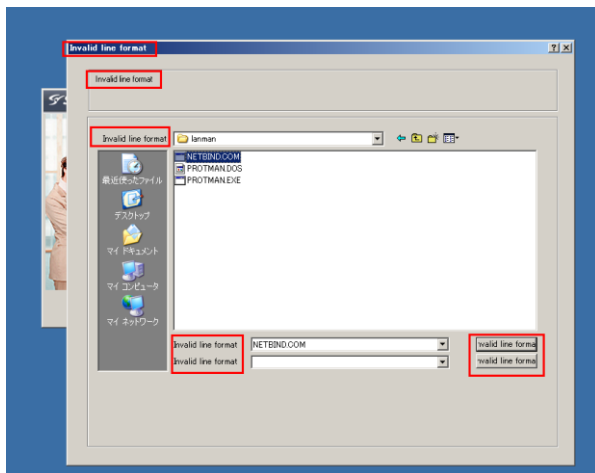 Invalid line format
Invalid line format
Invalid line format
lanman
NETBIND.COM
PROTMAN.DOS
PROTMAN.EXE
最近使ったファイル
デスクトップ
マイ ドキュメント
マイ コンピュータ
マイ ネットワーク
Invalid line format
NETBIND.COM
nvalid line forma
Invalid line format
nvalid line forma